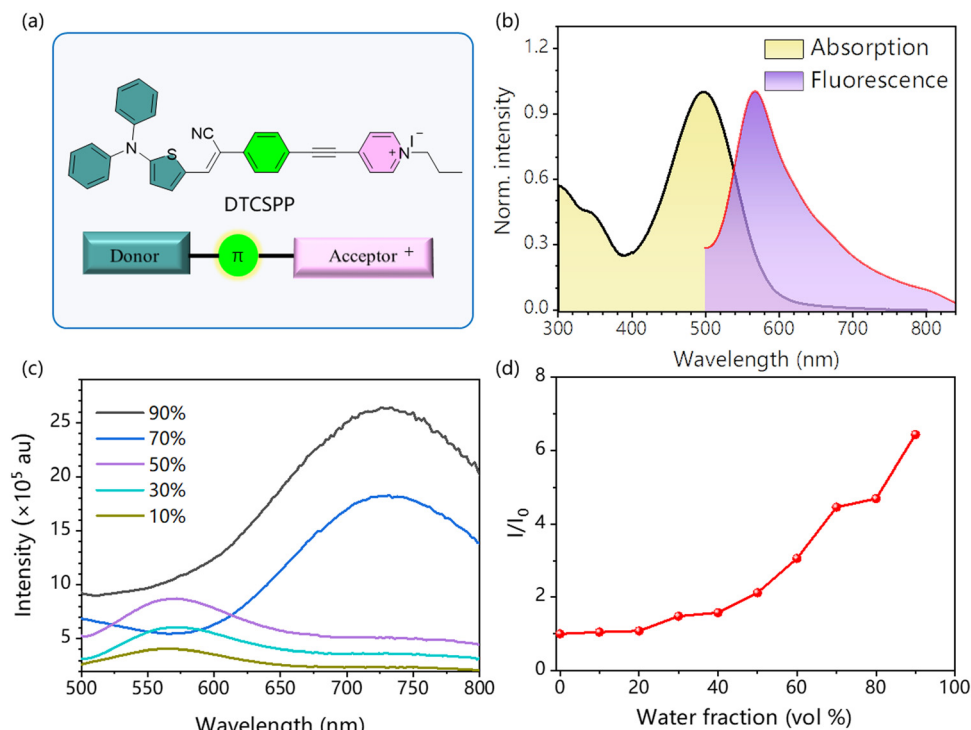 (a)
NC
N
S
N
+
I⁻
DTCSPP
Donor
π
Acceptor +
(b)
Absorption
Fluorescence
Norm. intensity
1.2
0.9
0.6
0.3
0.0
300 400 500 600 700 800
Wavelength (nm)
(c)
90%
70%
50%
30%
10%
Intensity (×10⁵ au)
25
20
15
10
5
500 550 600 650 700 750 800
Wavelength (nm)
(d)
I/I₀
8
6
4
2
0
0 20 40 60 80 100
Water fraction (vol %)